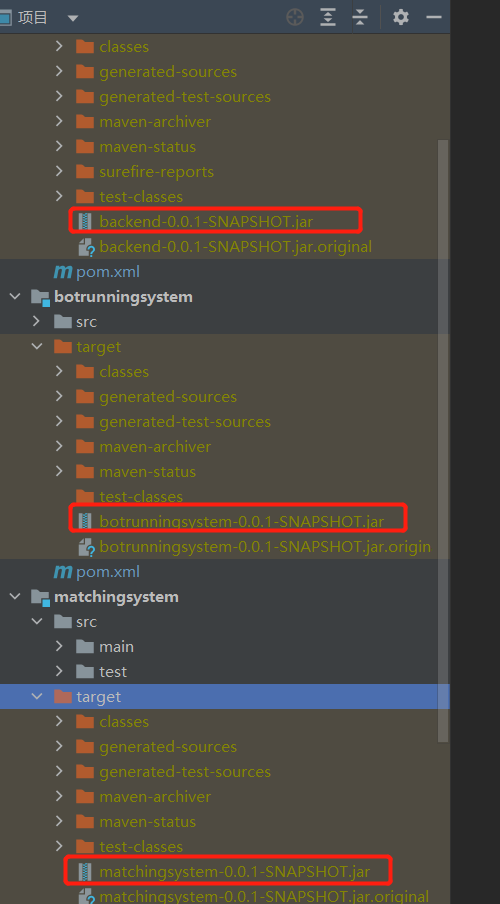 项目
classes
generated-sources
generated-test-sources
maven-archiver
maven-status
surefire-reports
test-classes
backend-0.0.1-SNAPSHOT.jar
backend-0.0.1-SNAPSHOT.jar.original
pom.xml
botrunningsystem
src
target
classes
generated-sources
generated-test-sources
maven-archiver
maven-status
test-classes
botrunningsystem-0.0.1-SNAPSHOT.jar
botrunningsystem-0.0.1-SNAPSHOT.jar.origin
pom.xml
matchingsystem
src
main
test
target
classes
generated-sources
generated-test-sources
maven-archiver
maven-status
test-classes
matchingsystem-0.0.1-SNAPSHOT.jar
matchingsystem-0.0.1-SNAPSHOT.jar.original